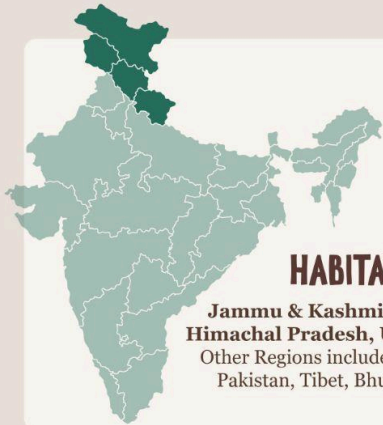 HABITA
Jammu & Kashmi
Himachal Pradesh, U
Other Regions include
Pakistan, Tibet, Bhu